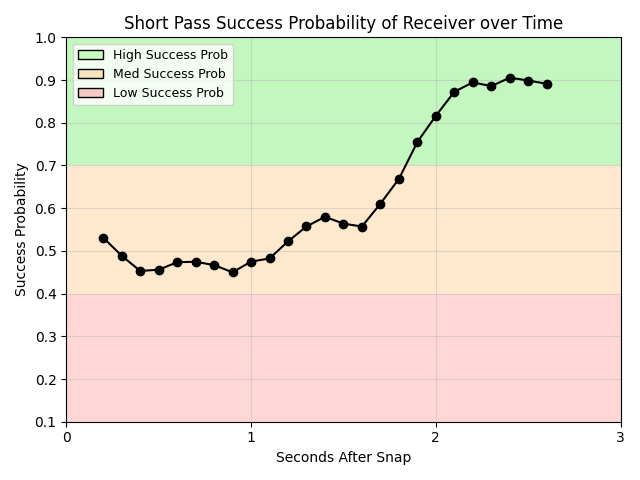 Short Pass Success Probability of Receiver over Time
High Success Prob
Med Success Prob
Low Success Prob
Success Probability
1.0
0.9
0.8
0.7
0.6
0.5
0.4
0.3
0.2
0.1
0 1 2 3
Seconds After Snap